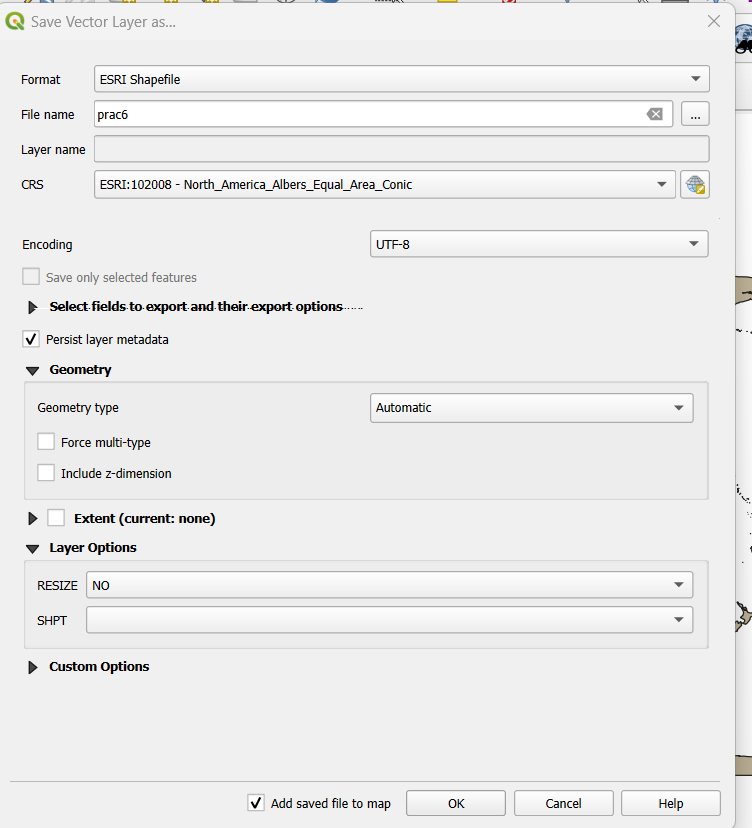 Save Vector Layer as...
Format ESRI Shapefile
File name prac6 ...
Layer name
CRS ESRI:102008 - North_America_Albers_Equal_Area_Conic
Encoding UTF-8
Save only selected features
Select fields to export and their export options
Persist layer metadata
Geometry
Geometry type Automatic
Force multi-type
Include z-dimension
Extent (current: none)
Layer Options
RESIZE NO
SHPT
Custom Options
Add saved file to map OK Cancel Help